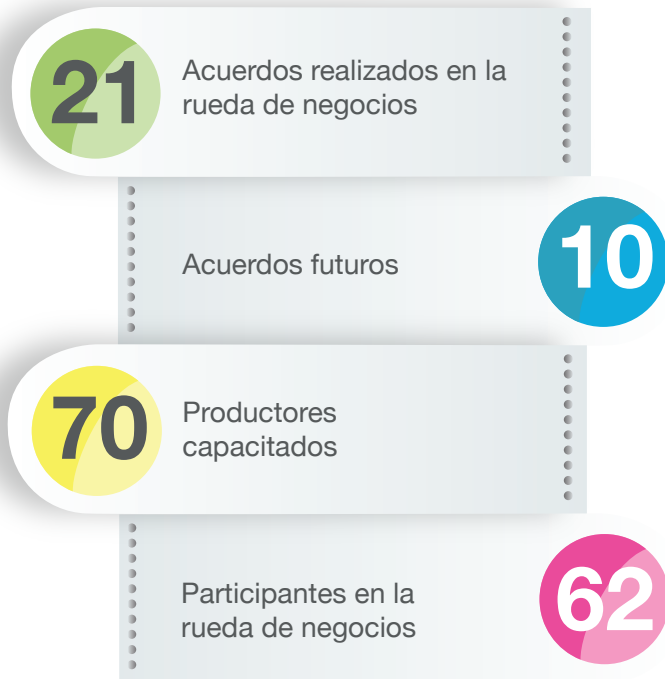 21
Acuerdos realizados en la
rueda de negocios
Acuerdos futuros
10
70
Productores
capacitados
Participantes en la
rueda de negocios
62